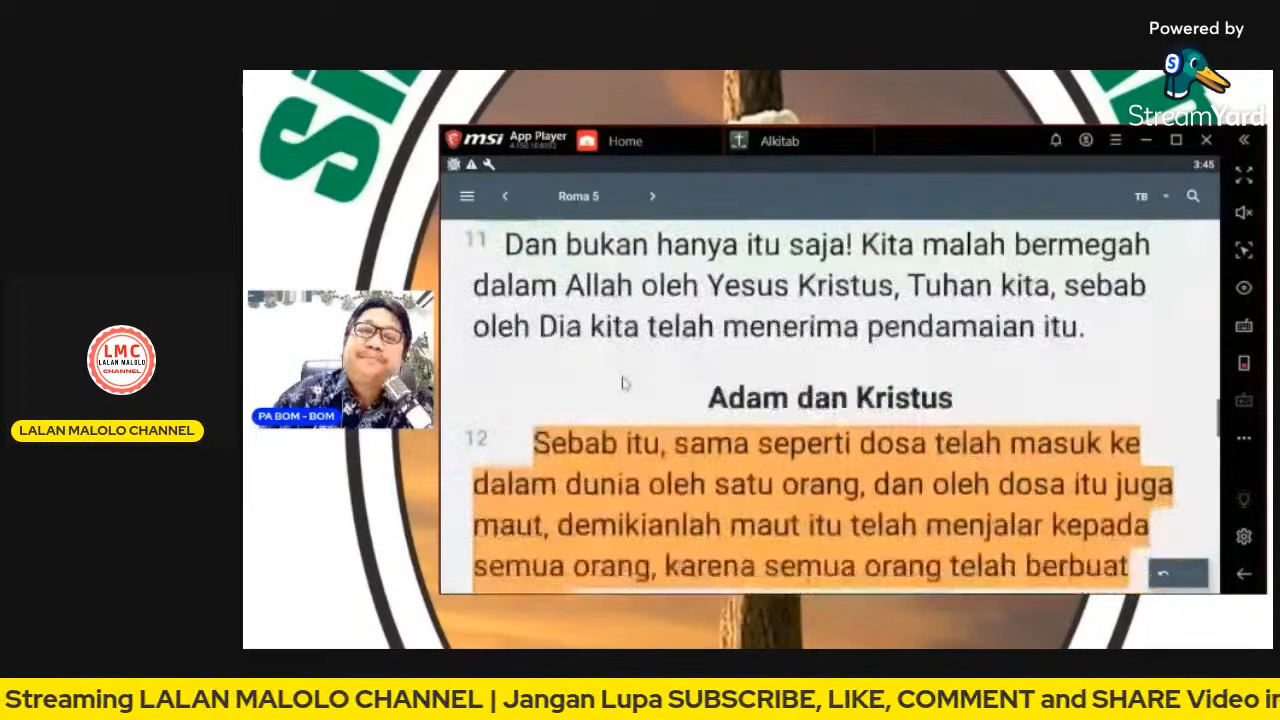 Powered by
StreamYard
msi App Player
4.150.10.6302
Home
Alkitab
3:45
Roma 5
TB
11 Dan bukan hanya itu saja! Kita malah bermegah
dalam Allah oleh Yesus Kristus, Tuhan kita, sebab
oleh Dia kita telah menerima pendamaian itu.
Adam dan Kristus
12 Sebab itu, sama seperti dosa telah masuk ke
dalam dunia oleh satu orang, dan oleh dosa itu juga
maut, demikianlah maut itu telah menjalar kepada
semua orang, karena semua orang telah berbuat
PA BOM - BOM
LMC
LALAN MALOLO
CHANNEL
LALAN MALOLO CHANNEL
Streaming LALAN MALOLO CHANNEL | Jangan Lupa SUBSCRIBE, LIKE, COMMENT and SHARE Video in